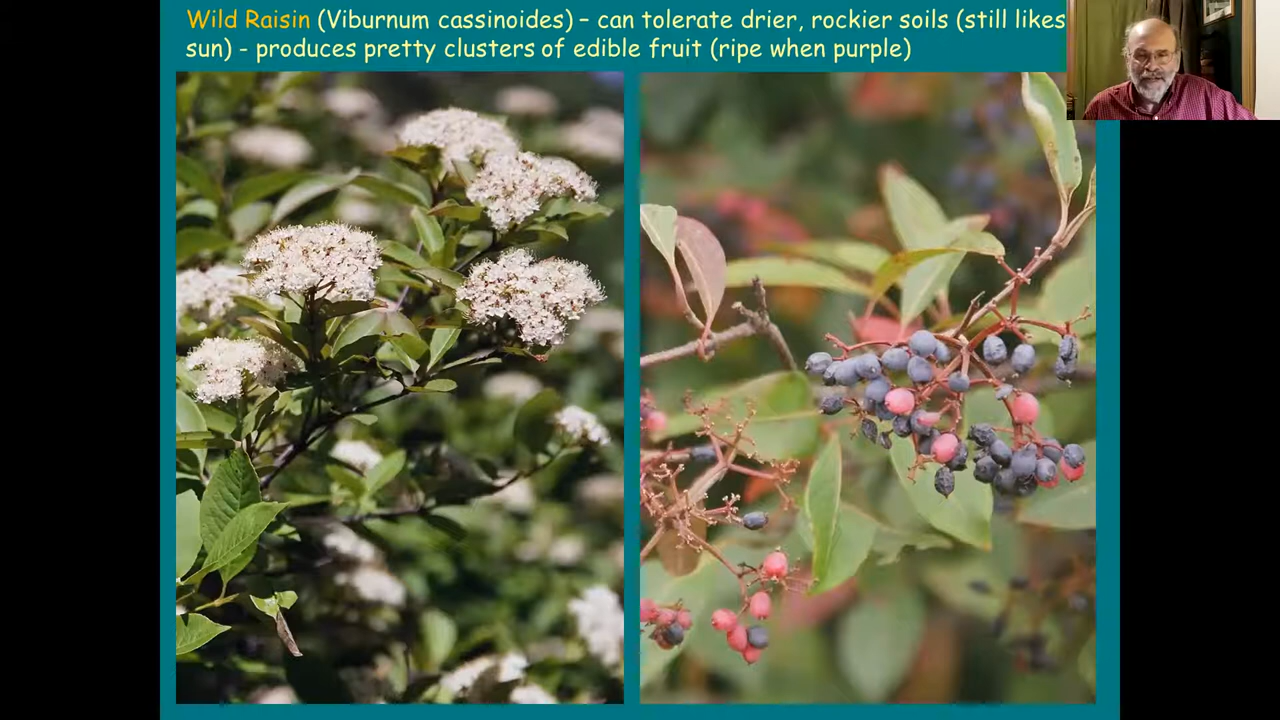 Wild Raisin (Viburnum cassinoides) – can tolerate drier, rockier soils (still likes
sun) - produces pretty clusters of edible fruit (ripe when purple)